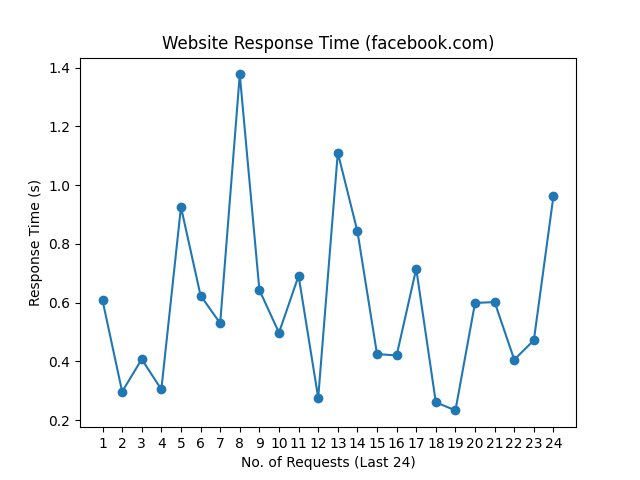 Website Response Time (facebook.com)
1.4
1.2
1.0
0.8
0.6
0.4
0.2
Response Time (s)
1 2 3 4 5 6 7 8 9 10 11 12 13 14 15 16 17 18 19 20 21 22 23 24
No. of Requests (Last 24)